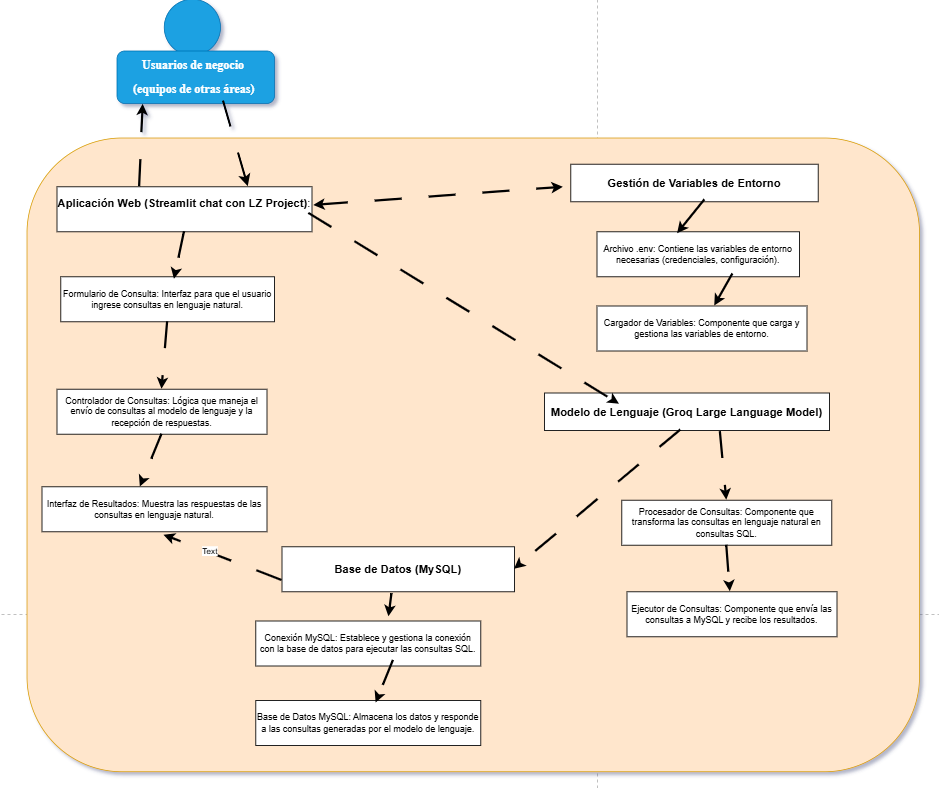 Usuarios de negocio
(equipos de otras áreas)
Gestión de Variables de Entorno
Aplicación Web (Streamlit chat con LZ Project):
Archivo .env: Contiene las variables de entorno
necesarias (credenciales, configuración).
Formulario de Consulta: Interfaz para que el usuario
ingrese consultas en lenguaje natural.
Cargador de Variables: Componente que carga y
gestiona las variables de entorno.
Controlador de Consultas: Lógica que maneja el
envío de consultas al modelo de lenguaje y la
recepción de respuestas.
Modelo de Lenguaje (Groq Large Language Model)
Interfaz de Resultados: Muestra las respuestas de las
consultas en lenguaje natural.
Procesador de Consultas: Componente que
transforma las consultas en lenguaje natural en
consultas SQL.
Text
Base de Datos (MySQL)
Ejecutor de Consultas: Componente que envía las
consultas a MySQL y recibe los resultados.
Conexión MySQL: Establece y gestiona la conexión
con la base de datos para ejecutar las consultas SQL.
Base de Datos MySQL: Almacena los datos y responde
a las consultas generadas por el modelo de lenguaje.